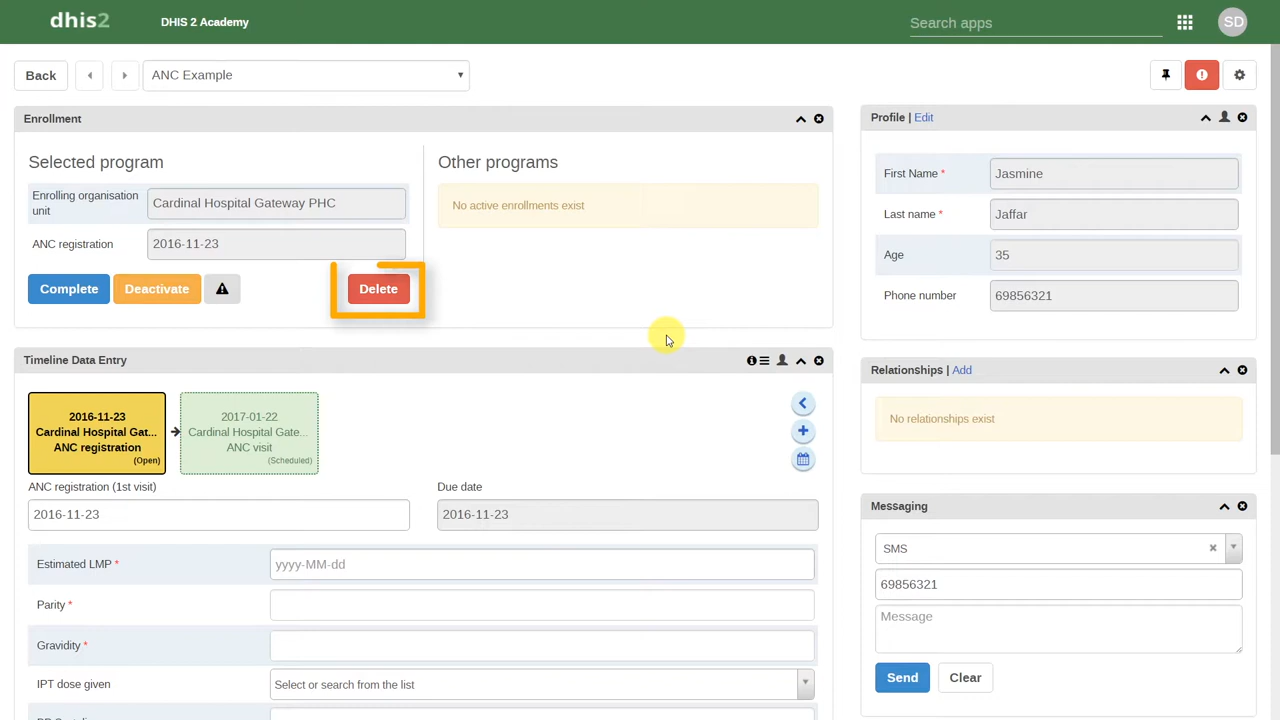 dhis2
DHIS 2 Academy
Search apps
SD
Back
ANC Example
Enrollment
Selected program
Enrolling organisation
unit
Cardinal Hospital Gateway PHC
ANC registration
2016-11-23
Complete
Deactivate
Delete
Other programs
No active enrollments exist
Timeline Data Entry
2016-11-23
Cardinal Hospital Gat...
ANC registration
(Open)
2017-01-22
Cardinal Hospital Gate...
ANC visit
(Scheduled)
ANC registration (1st visit)
2016-11-23
Due date
2016-11-23
Estimated LMP *
yyyy-MM-dd
Parity *
Gravidity *
IPT dose given
Select or search from the list
Profile | Edit
First Name *
Jasmine
Last name *
Jaffar
Age
35
Phone number
69856321
Relationships | Add
No relationships exist
Messaging
SMS
69856321
Message
Send
Clear